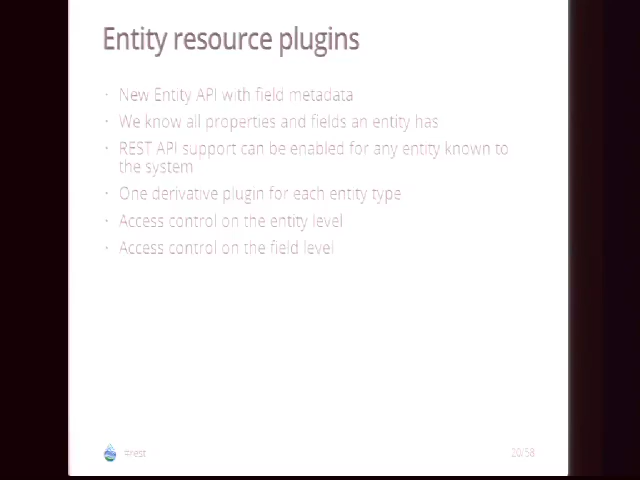 Entity resource plugins
New Entity API with field metadata
We know all properties and fields an entity has
REST API support can be enabled for any entity known to
the system
One derivative plugin for each entity type
Access control on the entity level
Access control on the field level
#rest
20/58